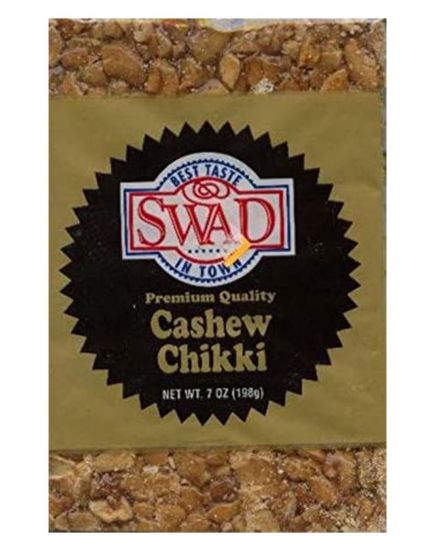 BEST TASTE
SWAD
IN TOWN
Premium Quality
Cashew
Chikki
NET WT. 7 OZ (198g)